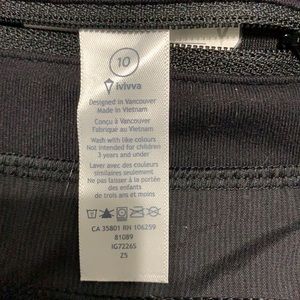 10
ivivva
Designed in Vancouver
Made in Vietnam
Conçu à Vancouver
Fabriqué au Vietnam
Wash with like colours
Not intended for children
3 years and under
Laver avec des couleurs
similaires seulement
Ne pas laisser à la portée
des enfants
de trois ans et moins
CA 35801 RN 106259
81089
IG7226S
Z5